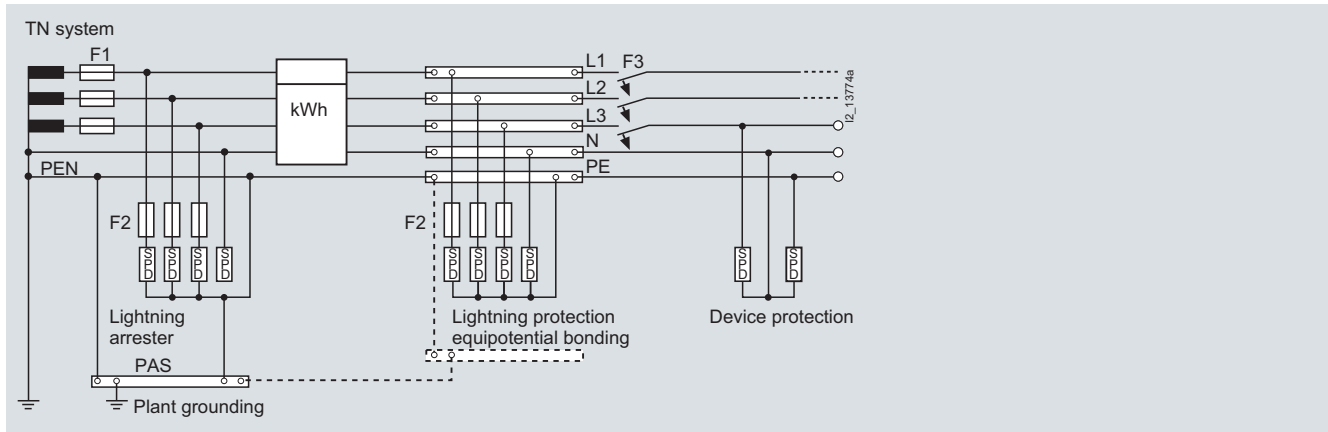 TN system
F1
L1 F3
L2
L3
N
PE
kWh
PEN
I2_13774a
F2
F2
SPD
SPD
SPD
SPD
SPD
SPD
SPD
SPD
SPD
SPD
Lightning
arrester
Lightning protection
equipotential bonding
Device protection
PAS
Plant grounding